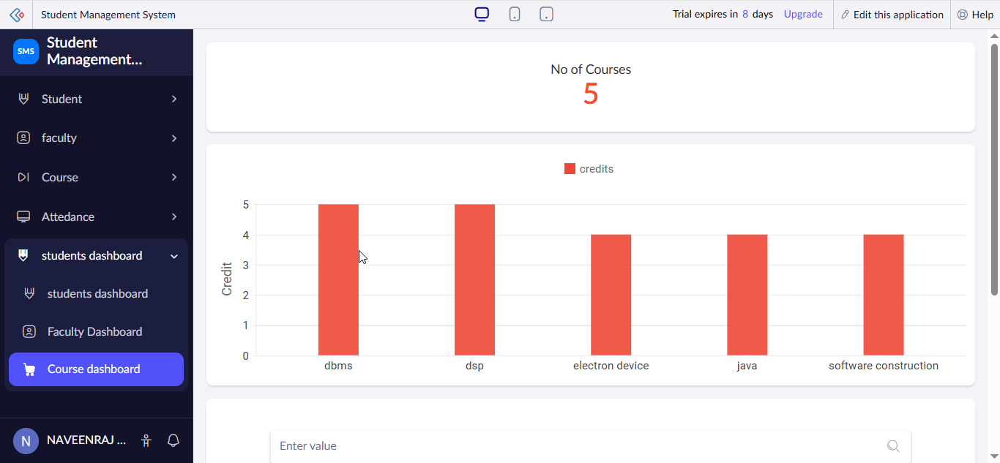 Student Management System
Trial expires in 8 days Upgrade
Edit this application
Help
SMS
Student
Management...
Student
faculty
Course
Attedance
students dashboard
students dashboard
Faculty Dashboard
Course dashboard
N NAVEENRAJ ...
No of Courses
5
credits
5
4
3
2
1
0
Credit
dbms dsp electron device java software construction
Enter value